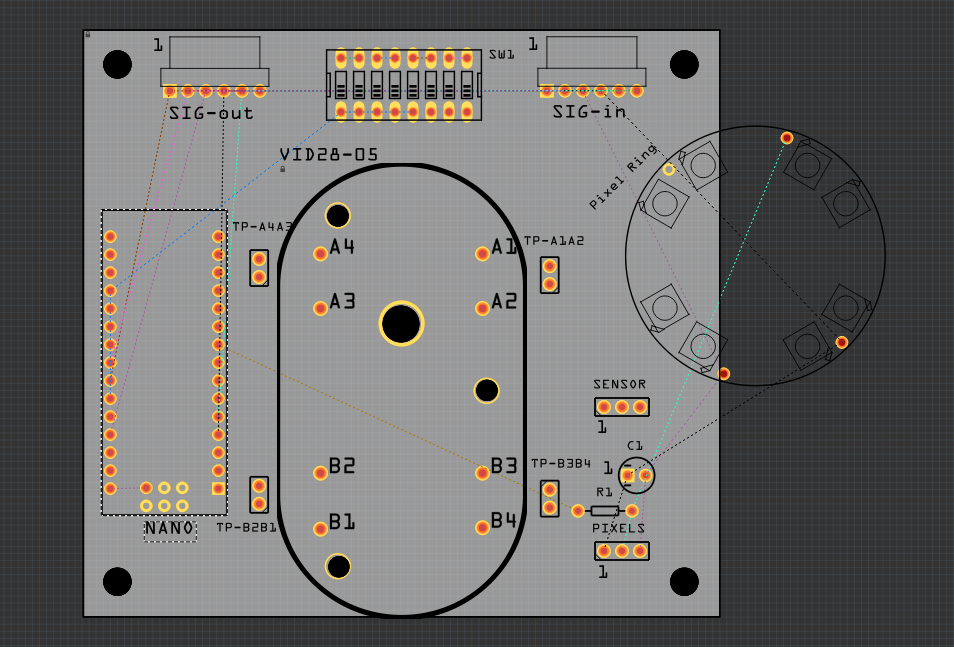 1
1
SW1
SIG-out
SIG-in
VID28-05
Pixel Ring
TP-A4A3
A4
A1
TP-A1A2
A3
A2
SENSOR
1
C1
B2
B3
TP-B3B4
1
R1
NANO
TP-B2B1
B1
B4
PIXELS
1